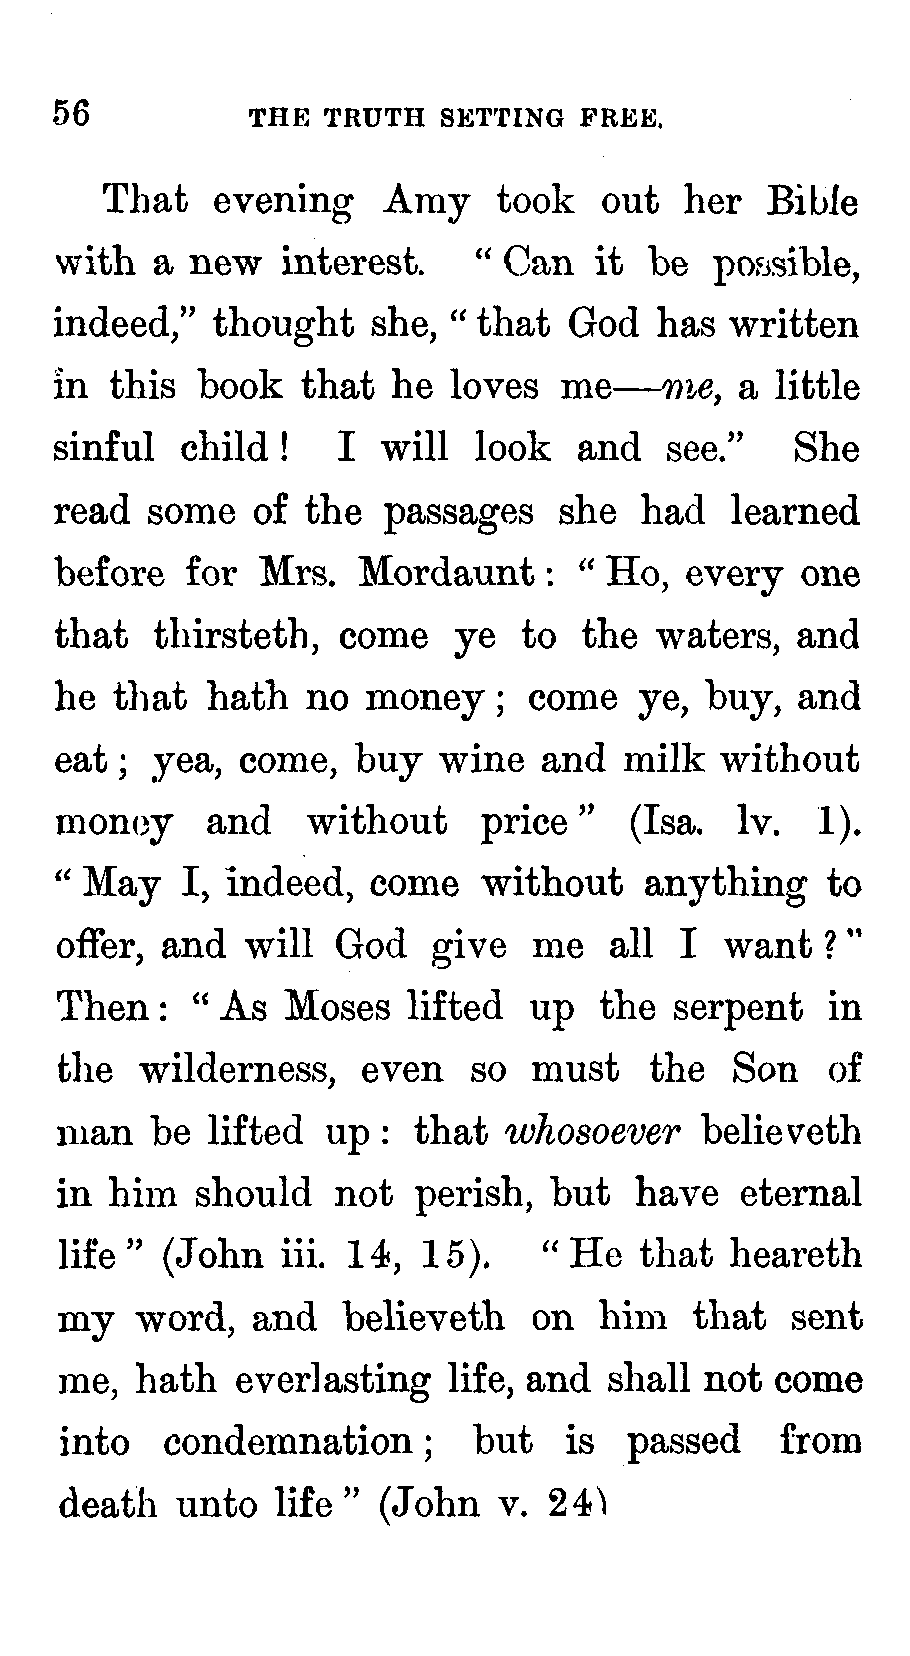 56 THE TRUTH SETTING FREE.
That evening Amy took out her Bible
with a new interest. “ Can it be possible,
indeed,” thought she, “ that God has written
in this book that he loves me—me, a little
sinful child ! I will look and see.” She
read some of the passages she had learned
before for Mrs. Mordaunt : “ Ho, every one
that thirsteth, come ye to the waters, and
he that hath no money ; come ye, buy, and
eat ; yea, come, buy wine and milk without
money and without price ” (Isa. lv. 1).
“ May I, indeed, come without anything to
offer, and will God give me all I want ? ”
Then : “ As Moses lifted up the serpent in
the wilderness, even so must the Son of
man be lifted up : that whosoever believeth
in him should not perish, but have eternal
life ” (John iii. 14, 15). “ He that heareth
my word, and believeth on him that sent
me, hath everlasting life, and shall not come
into condemnation ; but is passed from
death unto life ” (John v. 24)